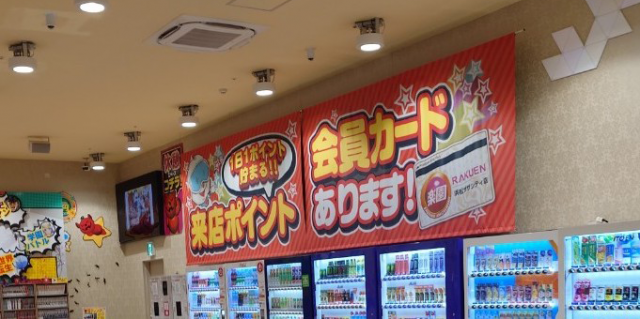 1日1ポイント
貯まる!!
来店ポイント
会員カード
あります!
RAKUEN
楽園